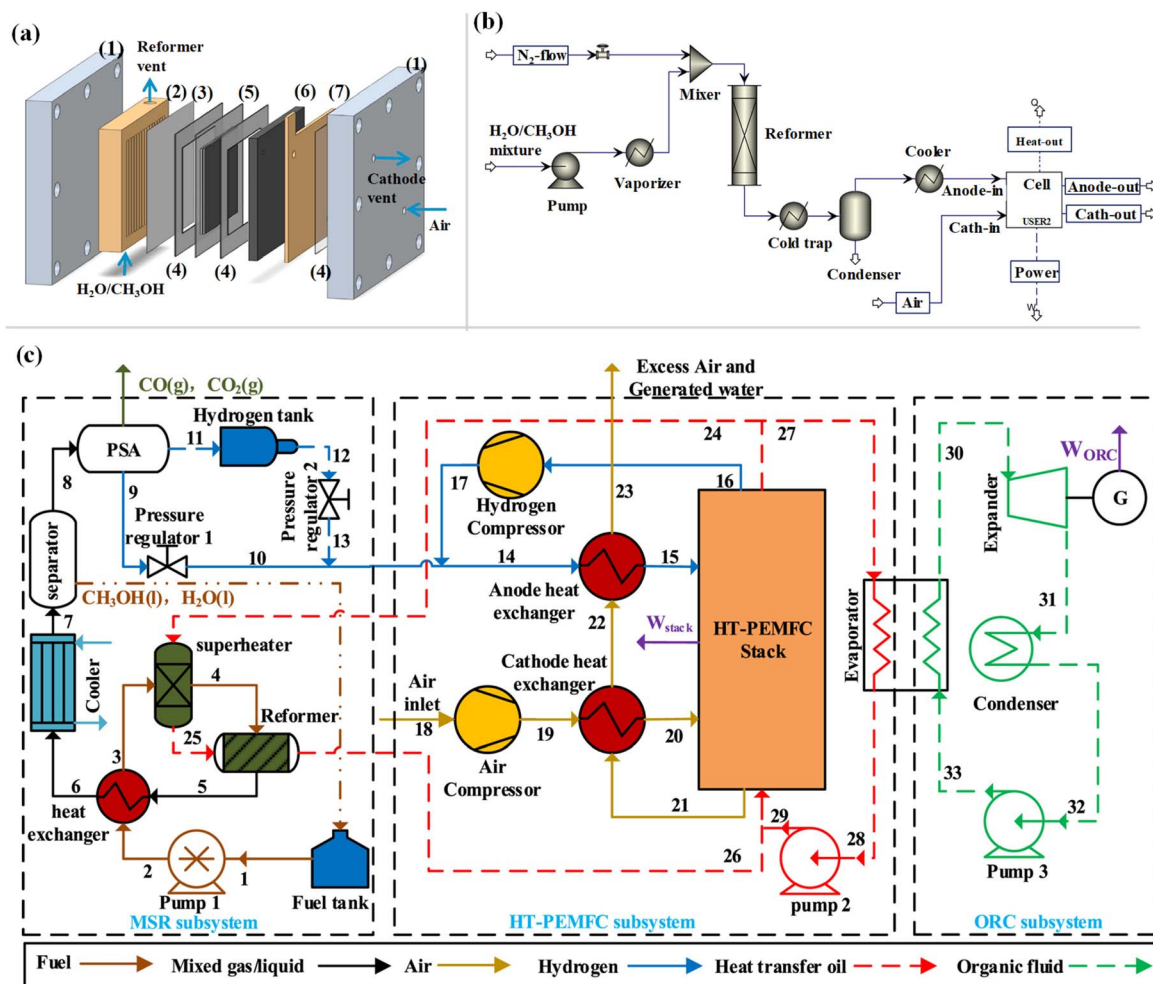 (a)
(1)
Reformer
vent
(2)
(3)
(5)
(6)
(7)
(1)
Cathode
vent
Air
(4)
(4)
(4)
H₂O/CH₃OH
(b)
N₂-flow
Mixer
H₂O/CH₃OH
mixture
Pump
Vaporizer
Reformer
Cold trap
Condenser
Cooler
Anode-in
Q
Heat-out
Cell
USER2
Anode-out
Cath-out
Cath-in
Air
Power
W
(c)
CO(g), CO₂(g)
Hydrogen tank
PSA
11
12
8
9
Pressure
regulator 1
Pressure
regulator 2
10
13
separator
CH₃OH(l), H₂O(l)
7
superheater
4
Cooler
Reformer
3
25
6
5
heat
exchanger
2
1
Pump 1
Fuel tank
MSR subsystem
Excess Air and
Generated water
24
27
17
16
23
Hydrogen
Compressor
14
15
Anode heat
exchanger
22
Wstack
HT-PEMFC
Stack
Cathode heat
exchanger
Air
inlet
18
19
20
Air
Compressor
21
29
28
26
pump 2
HT-PEMFC subsystem
Evaporator
30
WORC
Expander
G
31
Condenser
33
32
Pump 3
ORC subsystem
Fuel
Mixed gas/liquid
Air
Hydrogen
Heat transfer oil
Organic fluid